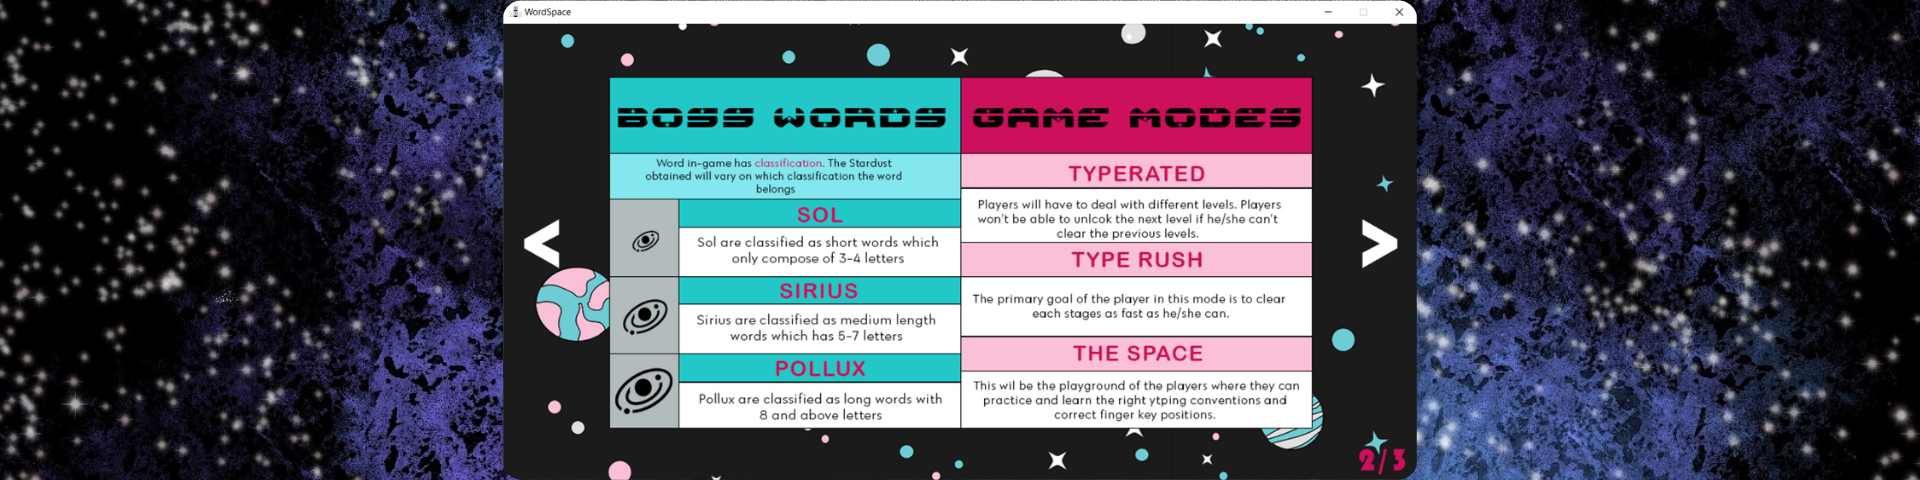 WordSpace
BOSS WORDS
Word in-game has classification. The Stardust
obtained will vary on which classification the word
belongs
SOL
Sol are classified as short words which
only compose of 3-4 letters
SIRIUS
Sirius are classified as medium length
words which has 5-7 letters
POLLUX
Pollux are classified as long words with
8 and above letters
GAME MODES
TYPERATED
Players will have to deal with different levels. Players
won't be able to unlcok the next level if he/she can't
clear the previous levels.
TYPE RUSH
The primary goal of the player in this mode is to clear
each stages as fast as he/she can.
THE SPACE
This wil be the playground of the players where they can
practice and learn the right ytping conventions and
correct finger key positions.
2/3